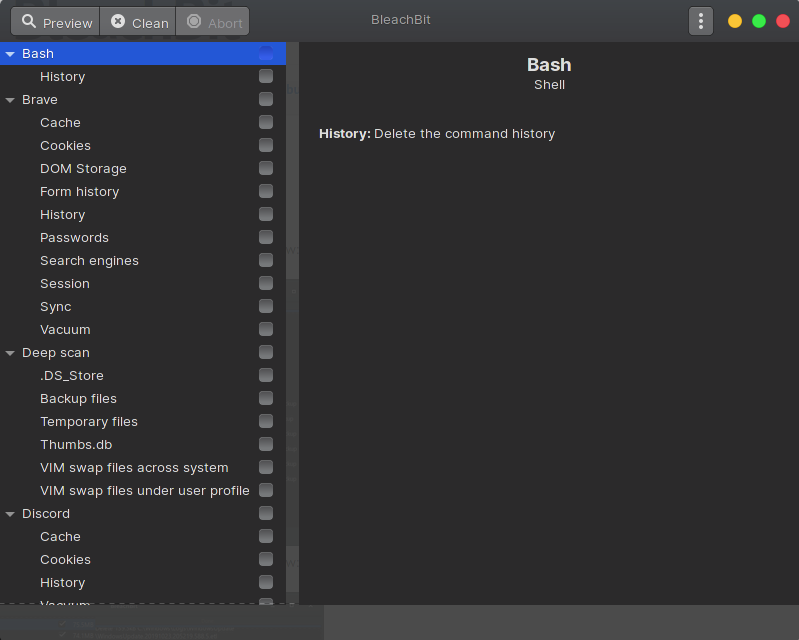 Preview Clean Abort BleachBit
Bash
History
Brave
Cache
Cookies
DOM Storage
Form history
History
Passwords
Search engines
Session
Sync
Vacuum
Deep scan
.DS_Store
Backup files
Temporary files
Thumbs.db
VIM swap files across system
VIM swap files under user profile
Discord
Cache
Cookies
History
Vacuum
Bash
Shell
History: Delete the command history